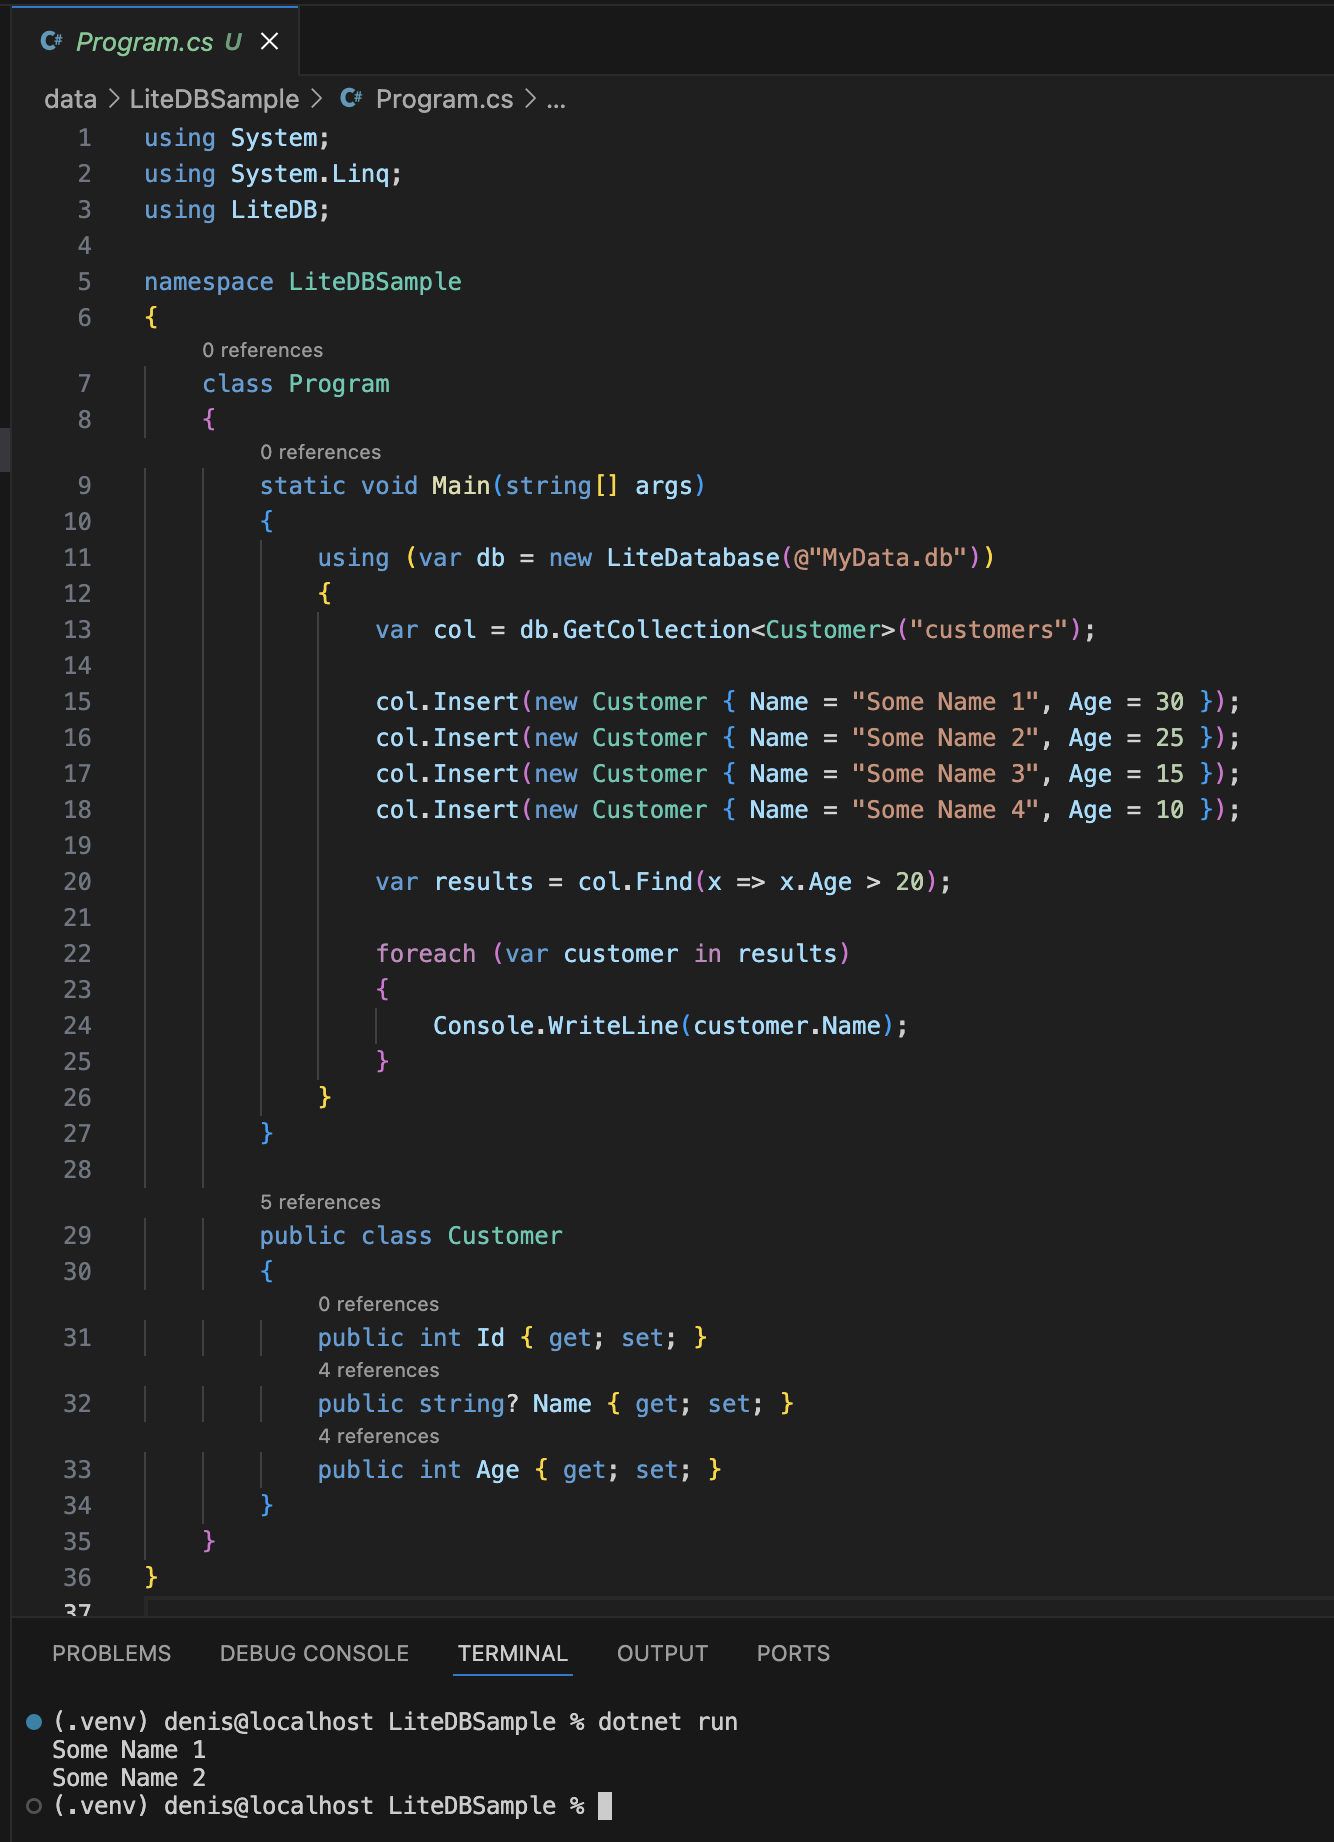 C# Program.cs U ×
data > LiteDBSample > C# Program.cs > ...
1 using System;
2 using System.Linq;
3 using LiteDB;
4
5 namespace LiteDBSample
6 {
0 references
7     class Program
8     {
0 references
9         static void Main(string[] args)
10         {
11             using (var db = new LiteDatabase(@"MyData.db"))
12             {
13                 var col = db.GetCollection<Customer>("customers");
14
15                 col.Insert(new Customer { Name = "Some Name 1", Age = 30 });
16                 col.Insert(new Customer { Name = "Some Name 2", Age = 25 });
17                 col.Insert(new Customer { Name = "Some Name 3", Age = 15 });
18                 col.Insert(new Customer { Name = "Some Name 4", Age = 10 });
19
20                 var results = col.Find(x => x.Age > 20);
21
22                 foreach (var customer in results)
23                 {
24                     Console.WriteLine(customer.Name);
25                 }
26             }
27         }
28
5 references
29         public class Customer
30         {
0 references
31             public int Id { get; set; }
4 references
32             public string? Name { get; set; }
4 references
33             public int Age { get; set; }
34         }
35     }
36 }
37
PROBLEMS DEBUG CONSOLE TERMINAL OUTPUT PORTS
(.venv) denis@localhost LiteDBSample % dotnet run
Some Name 1
Some Name 2
(.venv) denis@localhost LiteDBSample %